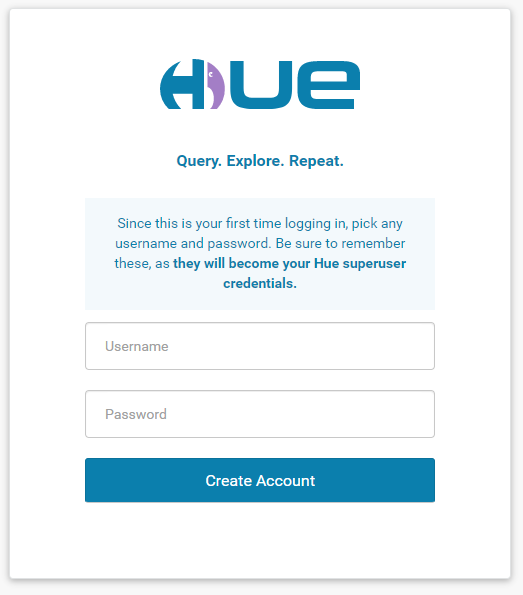 HUE
Query. Explore. Repeat.
Since this is your first time logging in, pick any
username and password. Be sure to remember
these, as they will become your Hue superuser
credentials.
Username
Password
Create Account